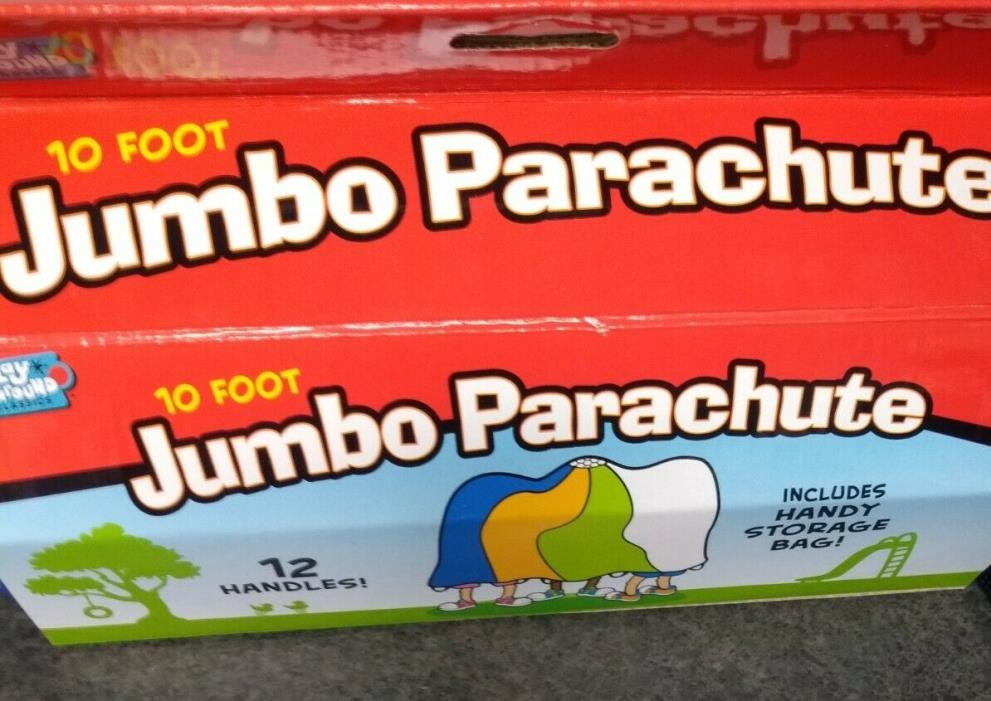 10 FOOT
Jumbo Parachute
10 FOOT
Jumbo Parachute
12
HANDLES!
INCLUDES
HANDY
STORAGE
BAG!